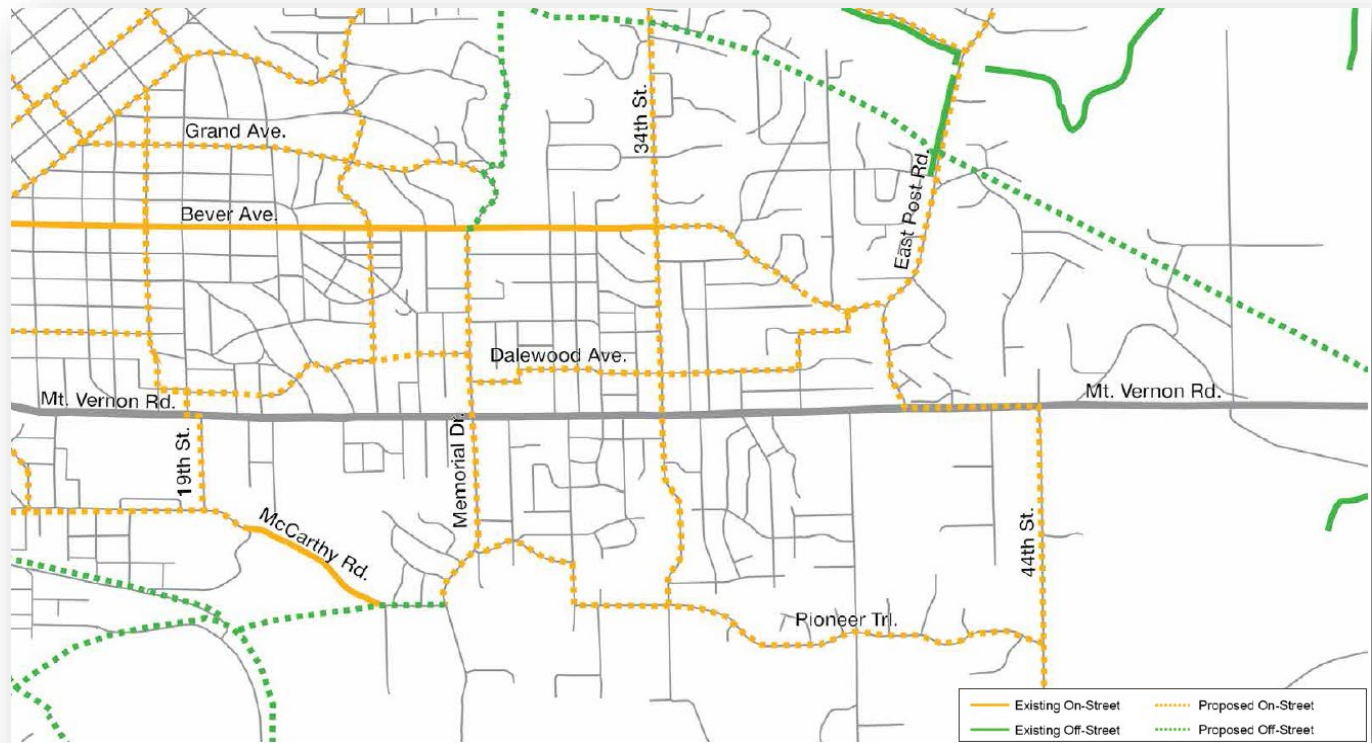 34th St.
Grand Ave.
East Post Rd.
Bever Ave.
Dalewood Ave.
Mt. Vernon Rd.
Mt. Vernon Rd.
19th St.
Memorial Dr.
McCarthy Rd.
44th St.
Pioneer Trl.
Existing On-Street
Proposed On-Street
Existing Off-Street
Proposed Off-Street